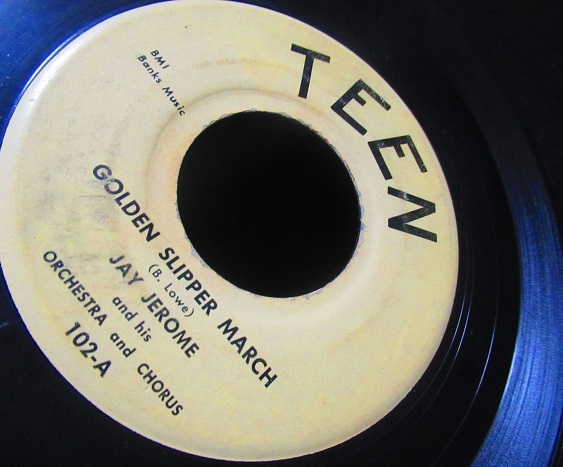 TEEN
BMI
Banks Music
GOLDEN SLIPPER MARCH
(B. Lowe)
JAY JEROME
and his
ORCHESTRA and CHORUS
102-A